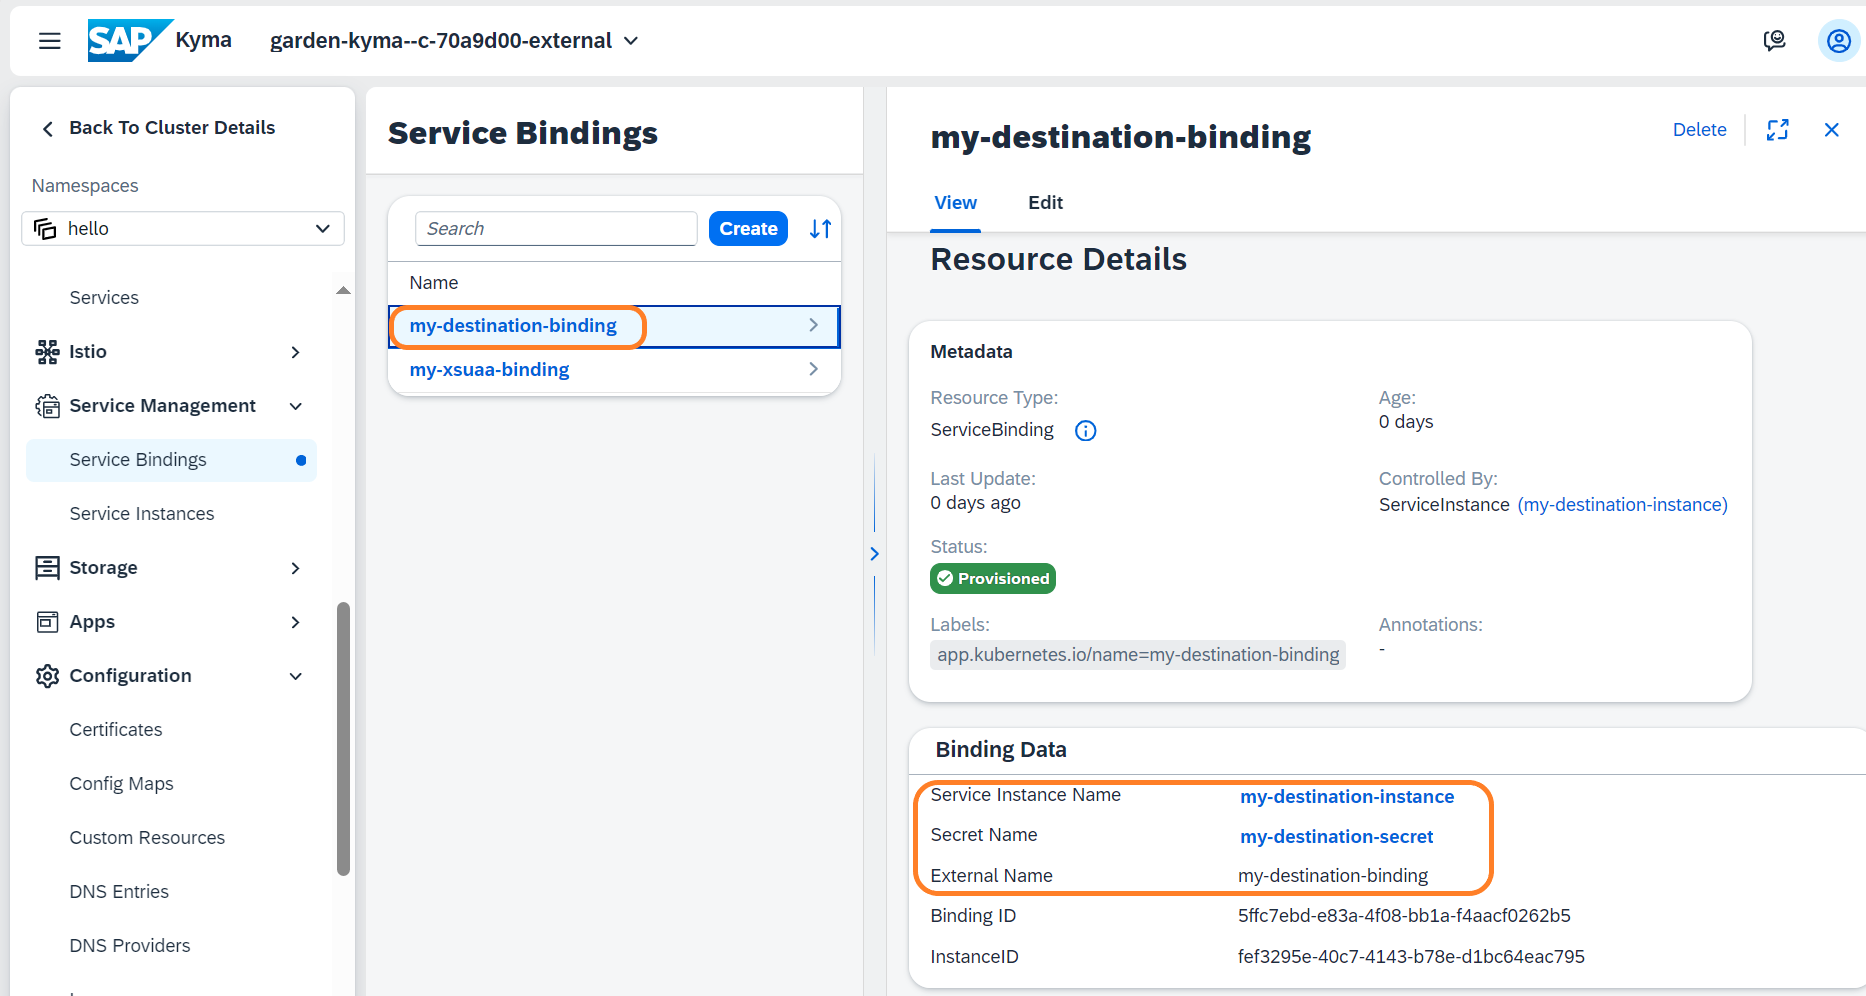 SAP Kyma garden-kyma--c-70a9d00-external
Back To Cluster Details
Namespaces
hello
Services
Istio
Service Management
Service Bindings
Service Instances
Storage
Apps
Configuration
Certificates
Config Maps
Custom Resources
DNS Entries
DNS Providers
Service Bindings
Search
Create
Name
my-destination-binding
my-xsuaa-binding
my-destination-binding
Delete
View Edit
Resource Details
Metadata
Resource Type:
ServiceBinding
Age:
0 days
Last Update:
0 days ago
Controlled By:
ServiceInstance (my-destination-instance)
Status:
Provisioned
Labels:
app.kubernetes.io/name=my-destination-binding
Annotations:
-
Binding Data
Service Instance Name my-destination-instance
Secret Name my-destination-secret
External Name my-destination-binding
Binding ID 5ffc7ebd-e83a-4f08-bb1a-f4aacf0262b5
InstanceID fef3295e-40c7-4143-b78e-d1bc64eac795